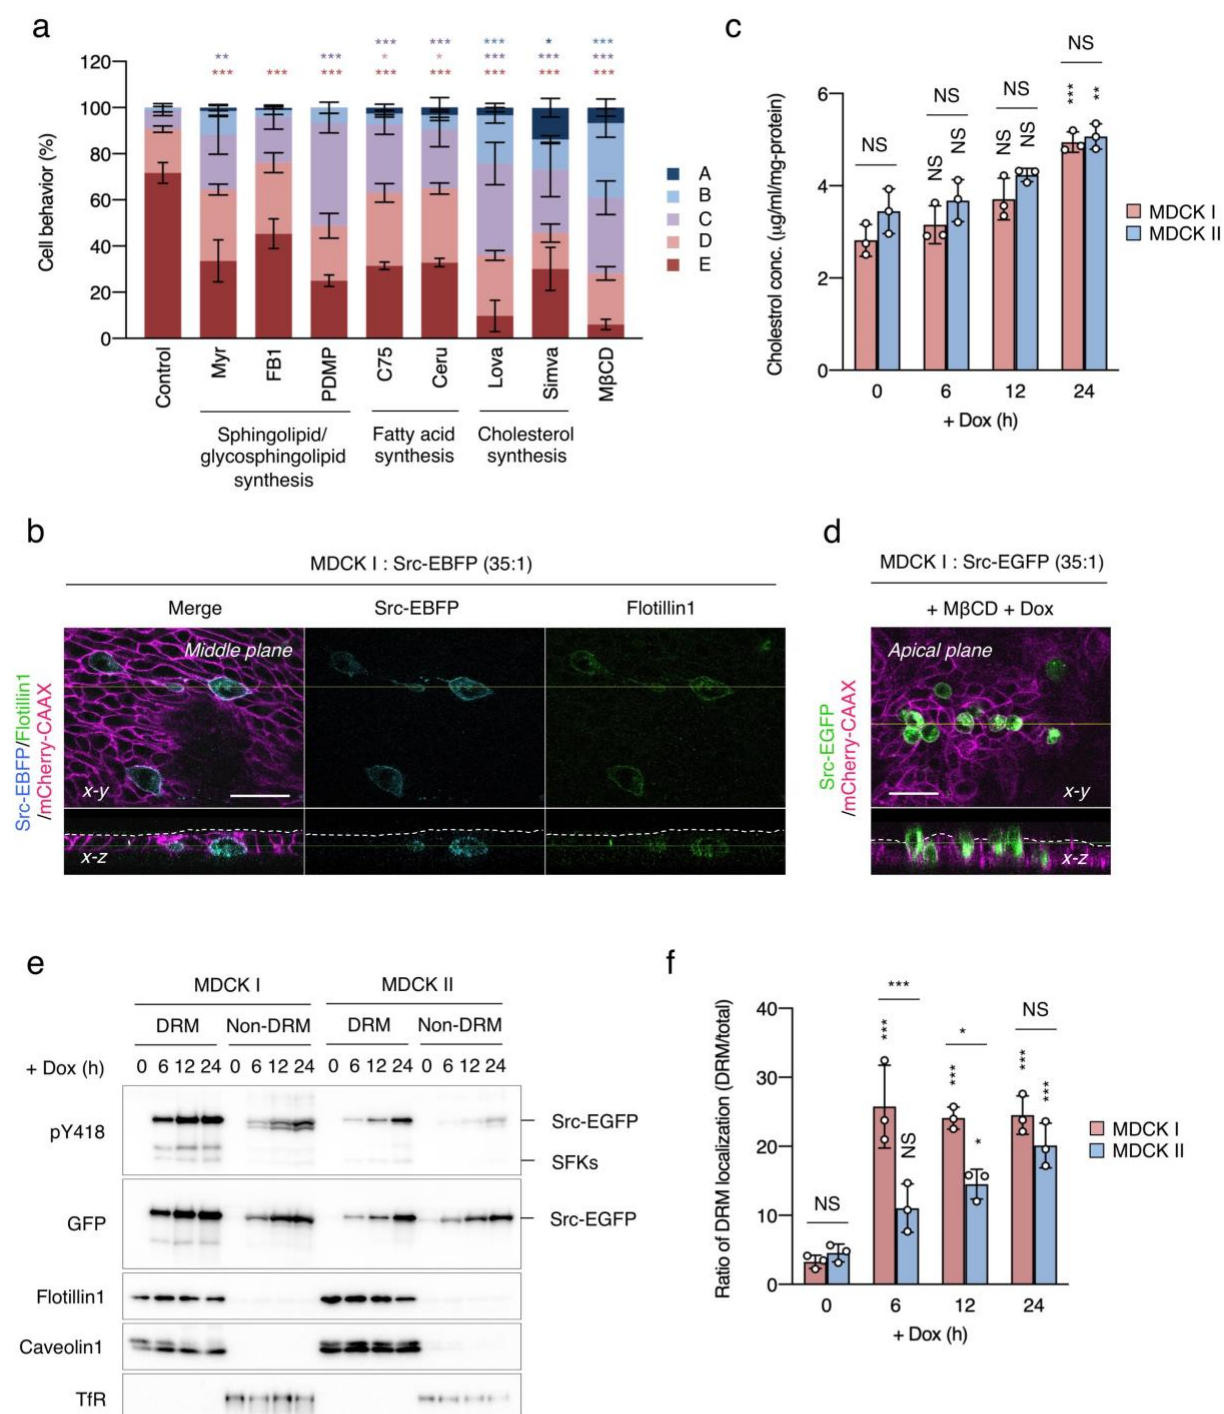 a
*** *** *** * ***
** *** * * *** *** ***
*** *** *** *** *** *** *** ***
120
100
80
60
40
20
0
Cell behavior (%)
A
B
C
D
E
Control
Myr
FB1
PDMP
C75
Ceru
Lova
Simva
MβCD
Sphingolipid/
glycosphingolipid
synthesis
Fatty acid
synthesis
Cholesterol
synthesis
c
NS
NS
NS
NS
NS
NS
NS
NS
***
**
6
4
2
0
Cholestrol conc. (μg/ml/mg-protein)
MDCK I
MDCK II
0 6 12 24
+ Dox (h)
b
MDCK I : Src-EBFP (35:1)
Merge
Src-EBFP
Flotillin1
Middle plane
x-y
x-z
Src-EBFP/Flotillin1
/mCherry-CAAX
d
MDCK I : Src-EGFP (35:1)
+ MβCD + Dox
Apical plane
x-y
x-z
Src-EGFP
/mCherry-CAAX
e
MDCK I MDCK II
DRM Non-DRM DRM Non-DRM
+ Dox (h) 0 6 12 24 0 6 12 24 0 6 12 24 0 6 12 24
pY418
Src-EGFP
SFKs
GFP
Src-EGFP
Flotillin1
Caveolin1
TfR
f
***
NS
***
*
NS
***
NS
***
*
***
***
40
30
20
10
0
Ratio of DRM localization (DRM/total)
MDCK I
MDCK II
0 6 12 24
+ Dox (h)